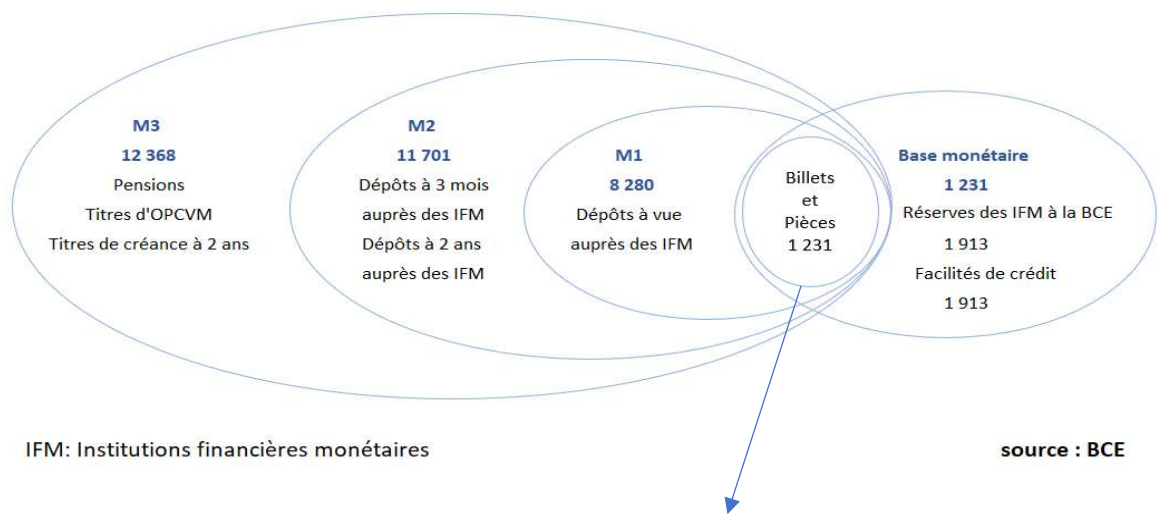 M3
12 368
Pensions
Titres d'OPCVM
Titres de créance à 2 ans
M2
11 701
Dépôts à 3 mois
auprès des IFM
Dépôts à 2 ans
auprès des IFM
M1
8 280
Dépôts à vue
auprès des IFM
Billets
et
Pièces
1 231
Base monétaire
1 231
Réserves des IFM à la BCE
1 913
Facilités de crédit
1 913
IFM: Institutions financières monétaires
source : BCE